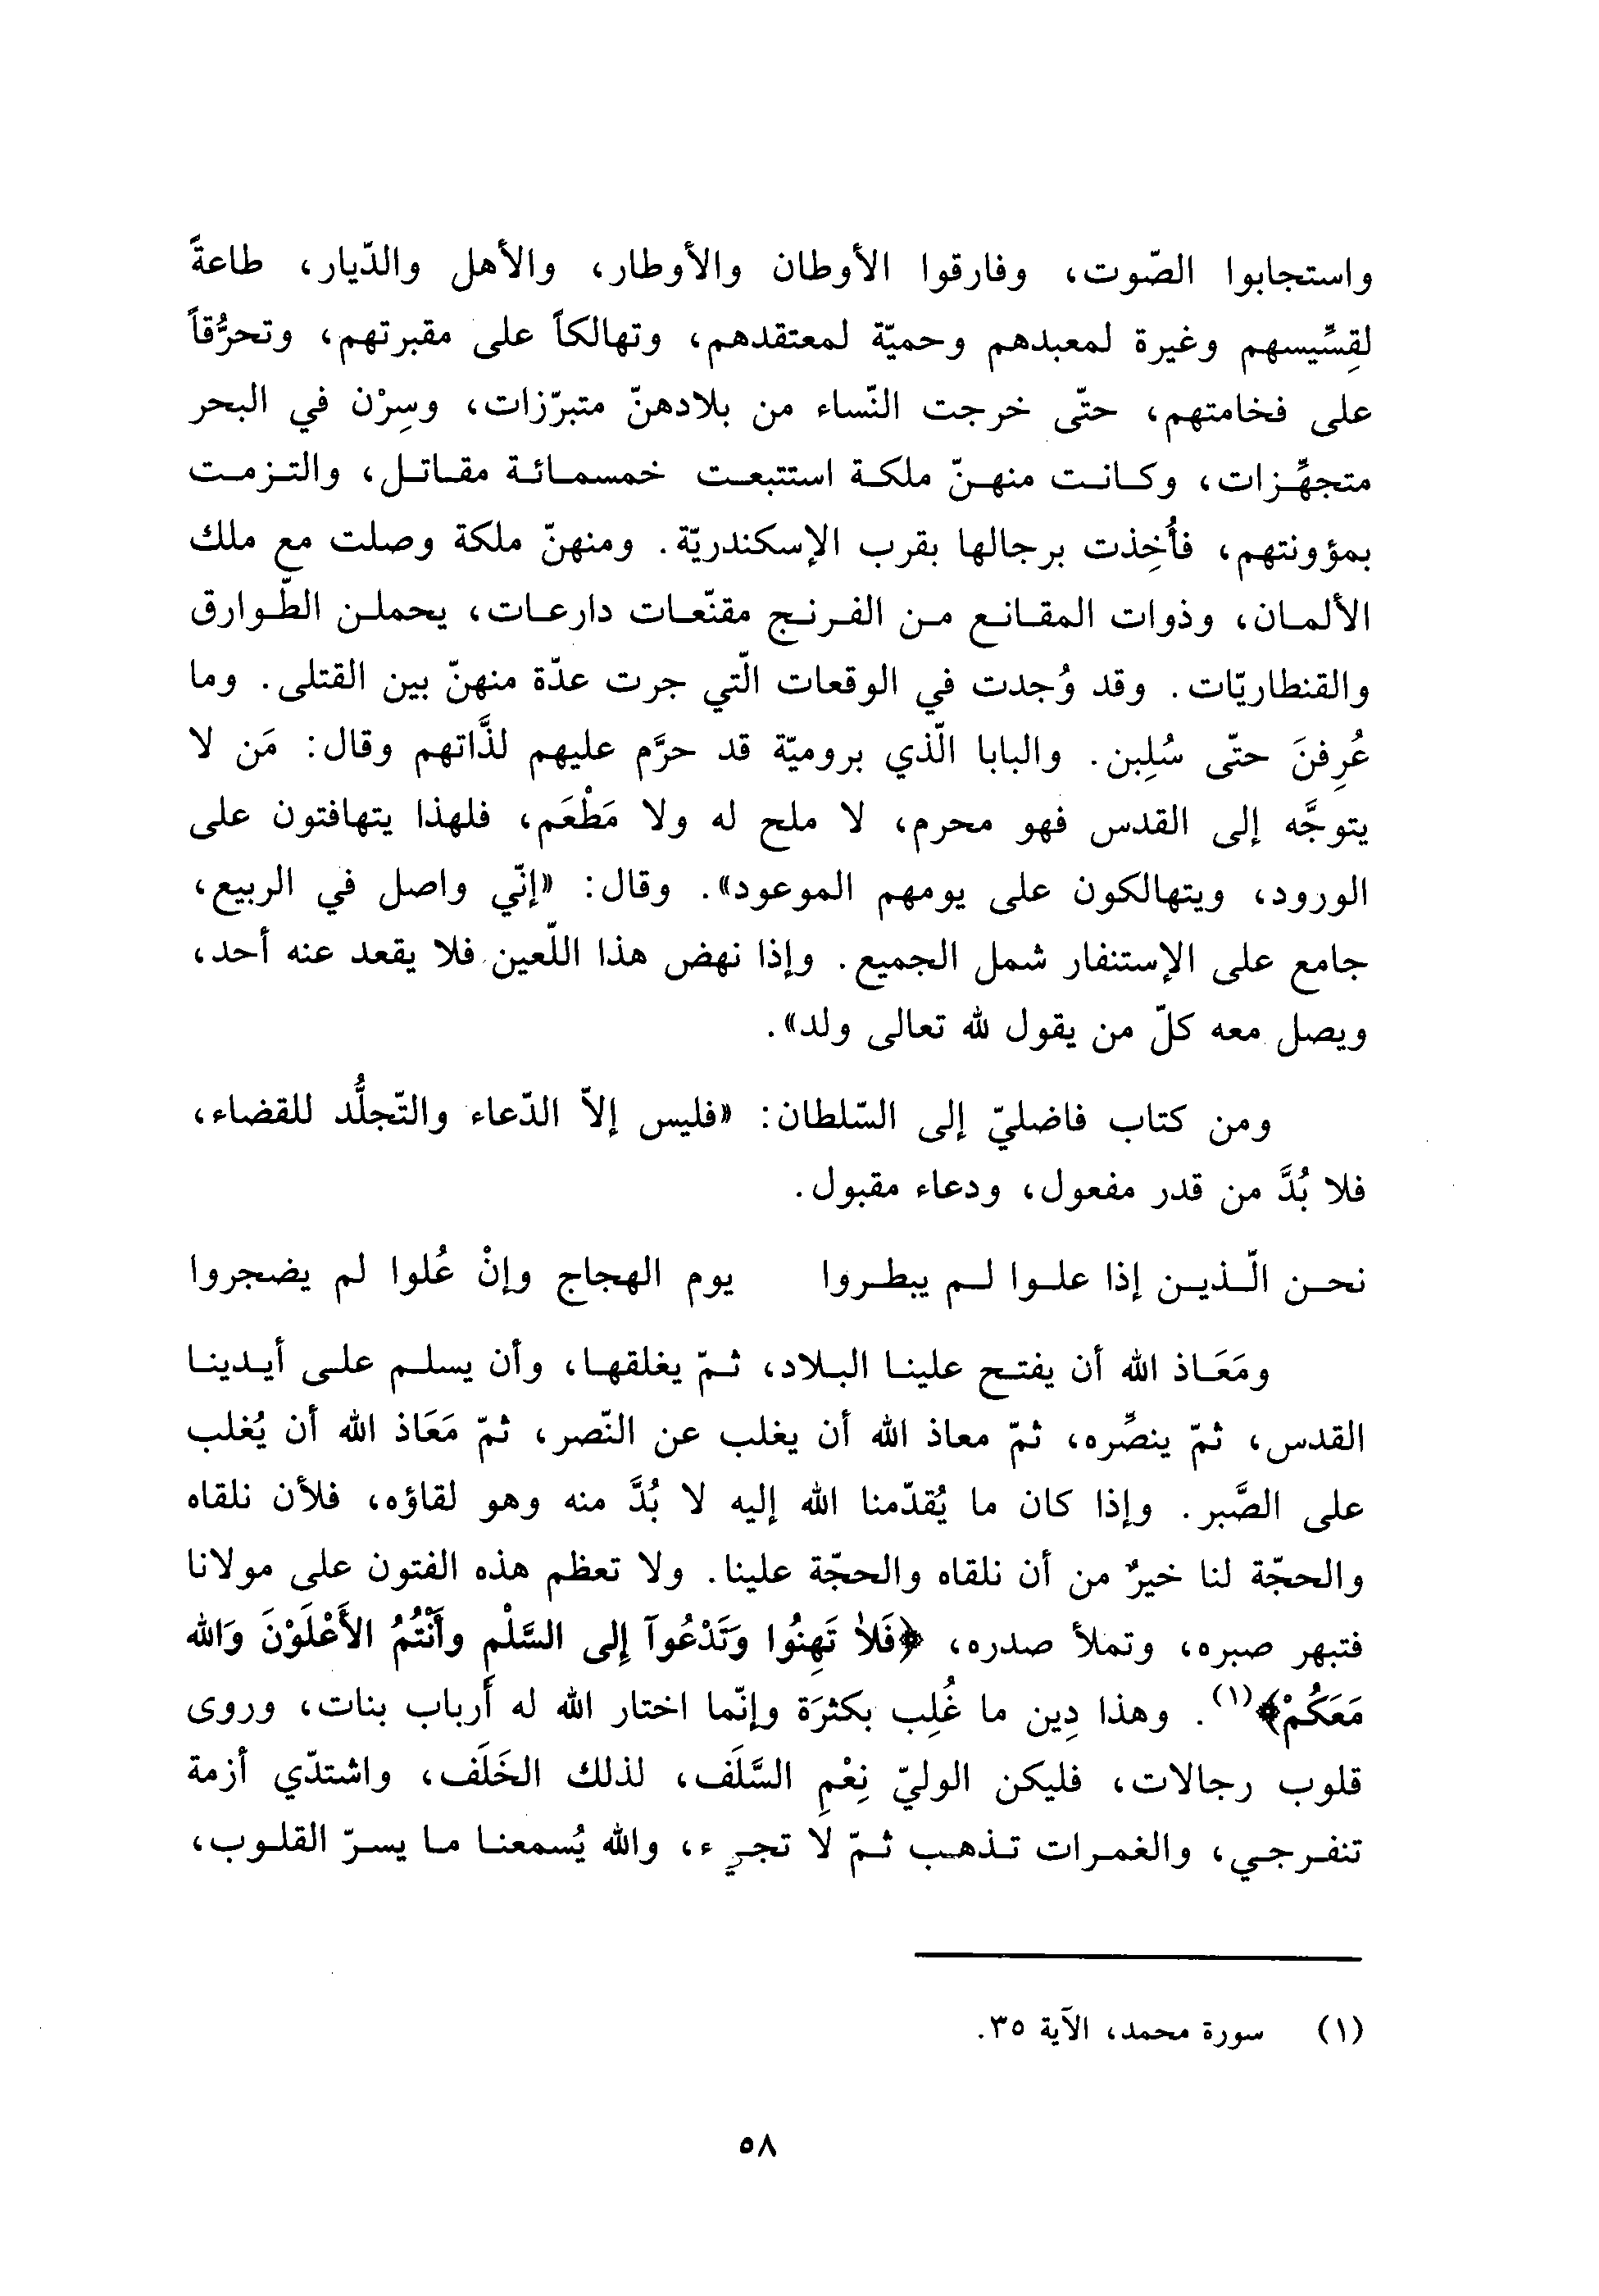 واستجابوا الصّوت، وفارقوا الأوطان والأوطار، والأهل والدّيار، طاعةً
لقِسِّيسهم وغيرة لمعبدهم وحميّة لمعتقدهم، وتهالكاً على مقبرتهم، وتحرُّقاً
على فخامتهم، حتّى خرجت النّساء من بلادهنّ متبرّزات، وسِرْن في البحر
متجهِّزات، وكانت منهنّ ملكة استتبعت خمسمائة مقاتل، والتزمت
بمؤونتهم، فأُخِذت برجالها بقرب الإسكندريّة. ومنهنّ ملكة وصلت مع ملك
الألمان، وذوات المقانع من الفرنج مقنّعات دارعات، يحملن الطّوارق
والقنطاريّات. وقد وُجدت في الوقعات الّتي جرت عدّة منهنّ بين القتلى. وما
عُرِفنَ حتّى سُلِبن. والبابا الّذي بروميّة قد حرَّم عليهم لذَّاتهم وقال: مَن لا
يتوجَّه إلى القدس فهو محرم، لا ملح له ولا مَطْعَم، فلهذا يتهافتون على
الورود، ويتهالكون على يومهم الموعود». وقال: «إنّي واصل في الربيع،
جامع على الإستنفار شمل الجميع. وإذا نهض هذا اللّعين فلا يقعد عنه أحد،
ويصل معه كلّ من يقول لله تعالى ولد».
ومن كتاب فاضليّ إلى السّلطان: «فليس إلاّ الدّعاء والتّجلُّد للقضاء،
فلا بُدَّ من قدر مفعول، ودعاء مقبول.
نحن الّذين إذا علوا لم يبطروا يوم الهجاج وإنْ عُلوا لم يضجروا
ومَعَاذ الله أن يفتح علينا البلاد، ثمّ يغلقها، وأن يسلم على أيدينا
القدس، ثمّ ينصِّره، ثمّ معاذ الله أن يغلب عن النّصر، ثمّ مَعَاذ الله أن يُغلب
على الصَّبر. وإذا كان ما يُقدّمنا الله إليه لا بُدَّ منه وهو لقاؤه، فلأن نلقاه
والحجّة لنا خيرٌ من أن نلقاه والحجّة علينا. ولا تعظم هذه الفتون على مولانا
فتبهر صبره، وتملأ صدره، ﴿فَلاٰ تَهِنُوا وَتَدْعُوآ إِلى السَّلْمِ وأَنْتُمُ الأَعْلَوْنَ وَالله
مَعَكُمْ﴾(١). وهذا دِين ما غُلِب بكثرَة وإنّما اختار الله له أرباب بنات، وروى
قلوب رجالات، فليكن الوليّ نِعْمِ السَّلَف، لذلك الخَلَف، واشتدّي أزمة
تنفرجي، والغمرات تذهب ثمّ لا تجيء، والله يُسمعنا ما يسرّ القلوب،
(١) سورة محمد، الآية ٣٥.
٥٨